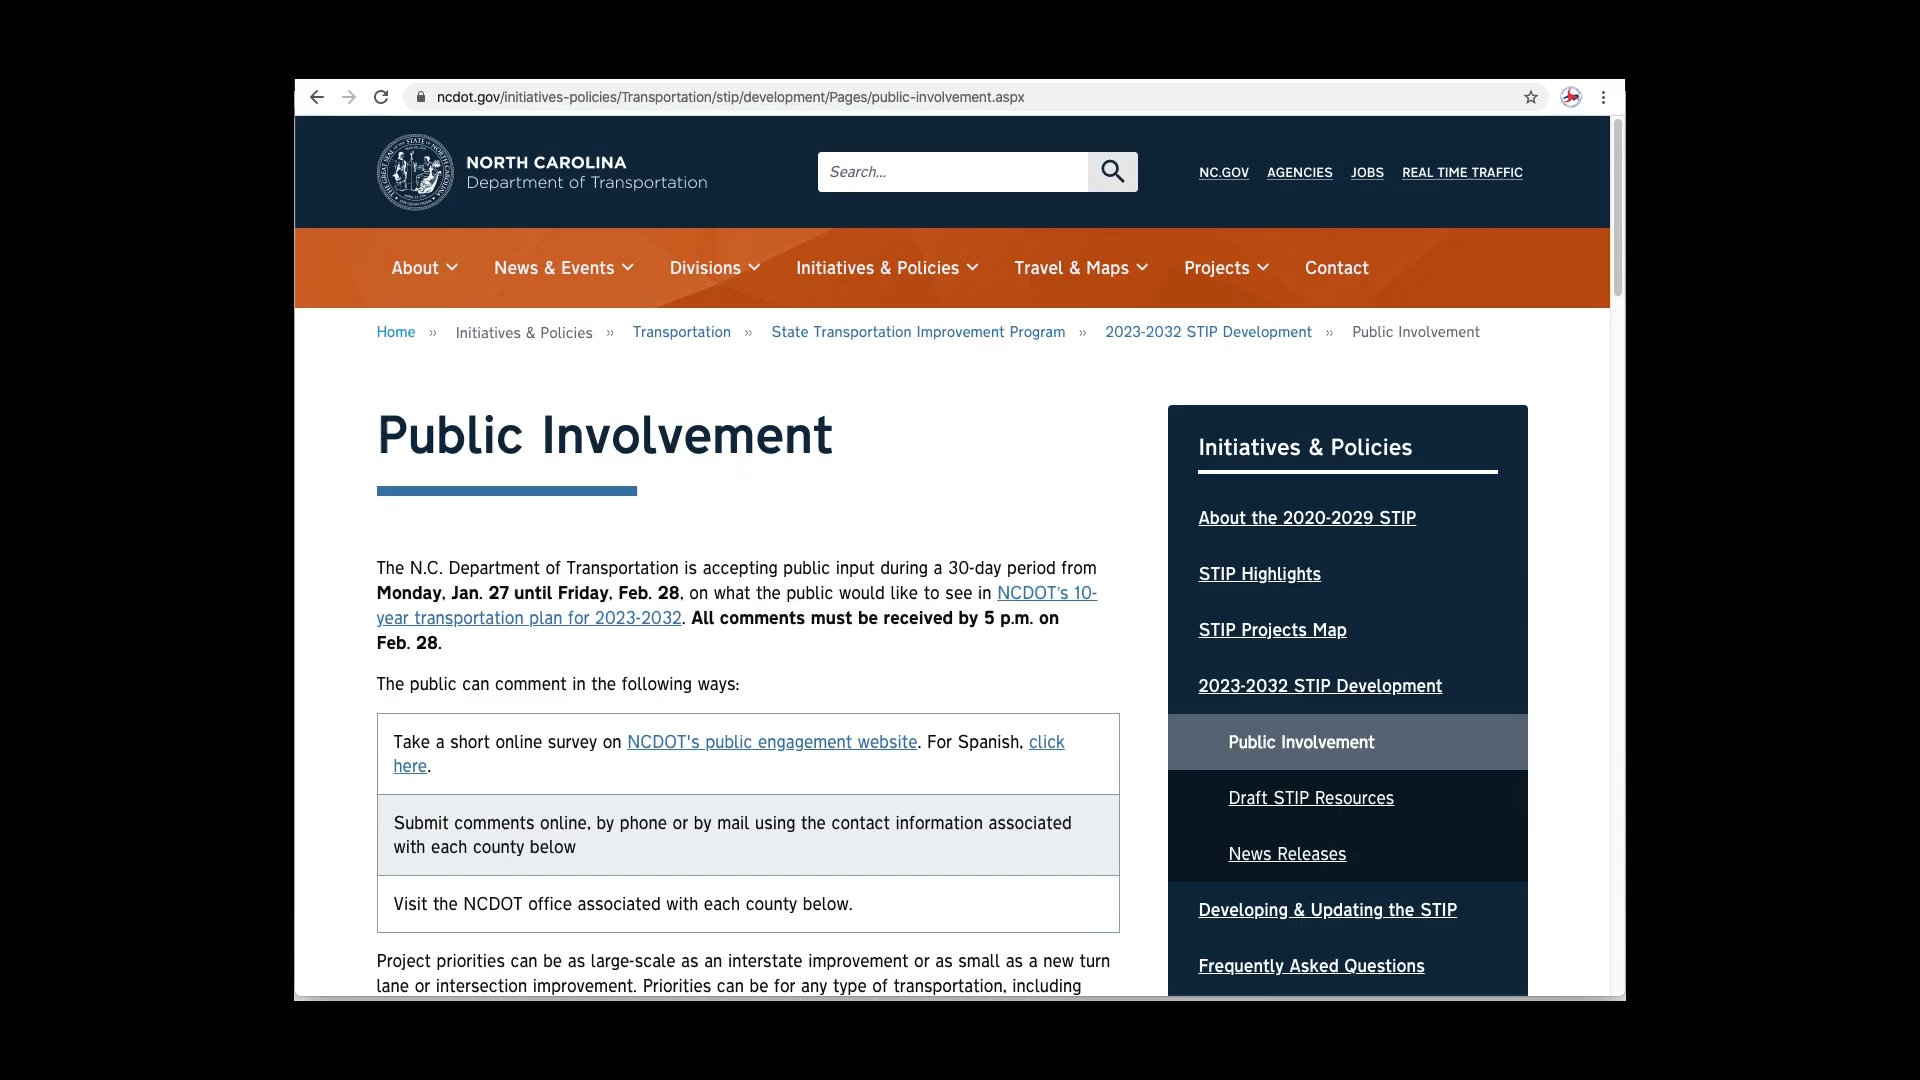 ncdot.gov/initiatives-policies/Transportation/stip/development/Pages/public-involvement.aspx
NORTH CAROLINA
Department of Transportation
Search...
NC.GOV AGENCIES JOBS REAL TIME TRAFFIC
About News & Events Divisions Initiatives & Policies Travel & Maps Projects Contact
Home » Initiatives & Policies » Transportation » State Transportation Improvement Program » 2023-2032 STIP Development » Public Involvement
Public Involvement
The N.C. Department of Transportation is accepting public input during a 30-day period from
Monday, Jan. 27 until Friday, Feb. 28, on what the public would like to see in NCDOT's 10-
year transportation plan for 2023-2032. All comments must be received by 5 p.m. on
Feb. 28.
The public can comment in the following ways:
Take a short online survey on NCDOT's public engagement website. For Spanish, click
here.
Submit comments online, by phone or by mail using the contact information associated
with each county below
Visit the NCDOT office associated with each county below.
Project priorities can be as large-scale as an interstate improvement or as small as a new turn
lane or intersection improvement. Priorities can be for any type of transportation, including
Initiatives & Policies
About the 2020-2029 STIP
STIP Highlights
STIP Projects Map
2023-2032 STIP Development
Public Involvement
Draft STIP Resources
News Releases
Developing & Updating the STIP
Frequently Asked Questions